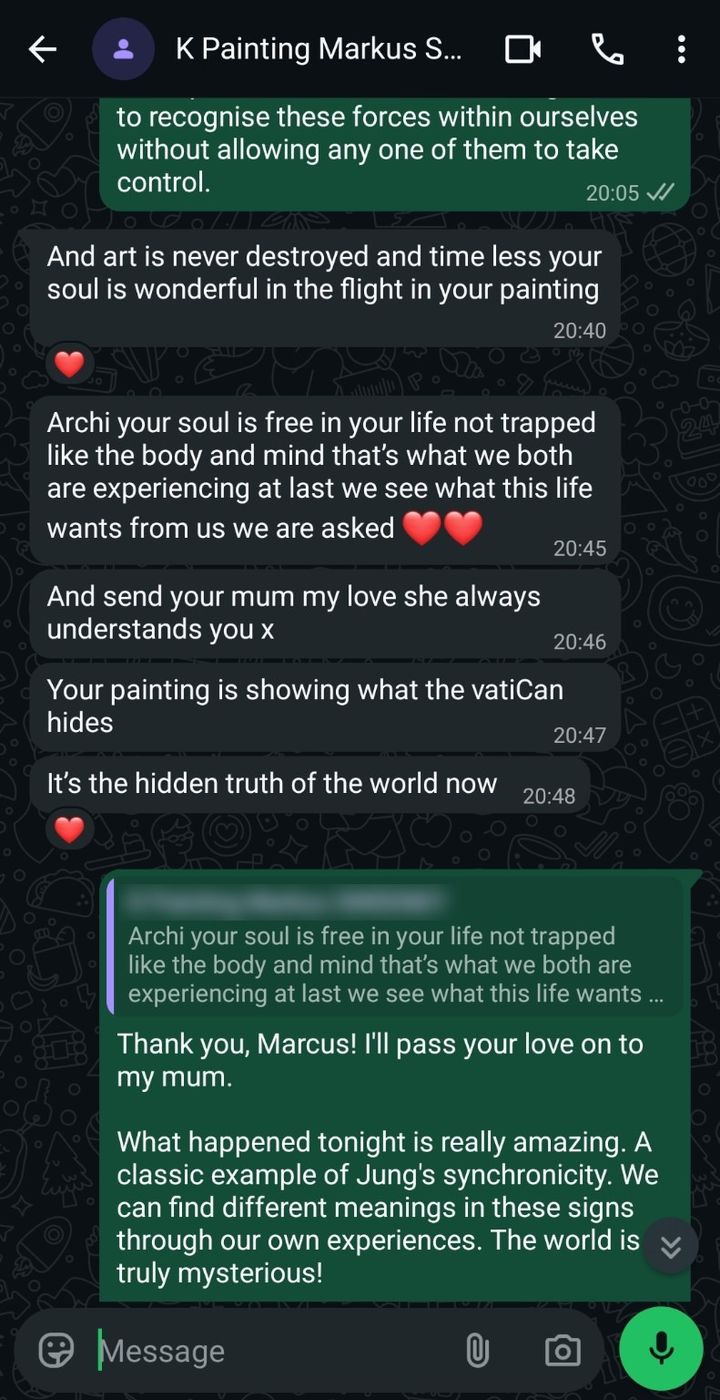 K Painting Markus S...
to recognise these forces within ourselves
without allowing any one of them to take
control.
20:05
And art is never destroyed and time less your
soul is wonderful in the flight in your painting
20:40
Archi your soul is free in your life not trapped
like the body and mind that’s what we both
are experiencing at last we see what this life
wants from us we are asked ❤️❤️
20:45
And send your mum my love she always
understands you x
20:46
Your painting is showing what the vatiCan
hides
20:47
It’s the hidden truth of the world now
20:48
Archi your soul is free in your life not trapped
like the body and mind that’s what we both are
experiencing at last we see what this life wants ...
Thank you, Marcus! I'll pass your love on to
my mum.
What happened tonight is really amazing. A
classic example of Jung's synchronicity. We
can find different meanings in these signs
through our own experiences. The world is
truly mysterious!
Message